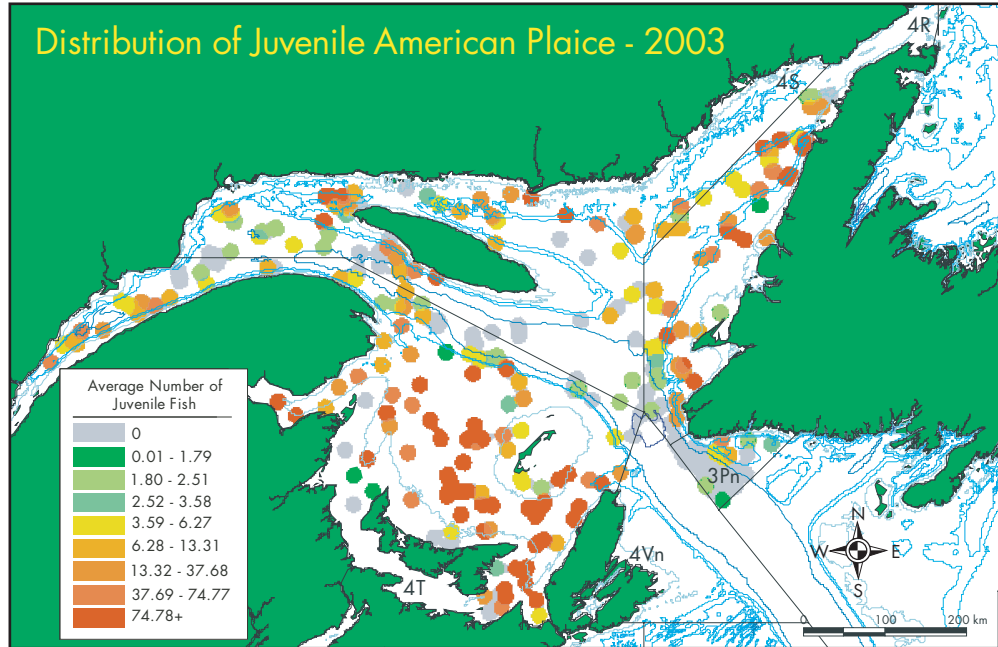 Distribution of Juvenile American Plaice - 2003
4R
4S
Average Number of
Juvenile Fish
0
0.01 - 1.79
1.80 - 2.51
2.52 - 3.58
3.59 - 6.27
6.28 - 13.31
13.32 - 37.68
37.69 - 74.77
74.78+
3Pn
4Vn
4T
N
W E
S
0 100 200 km